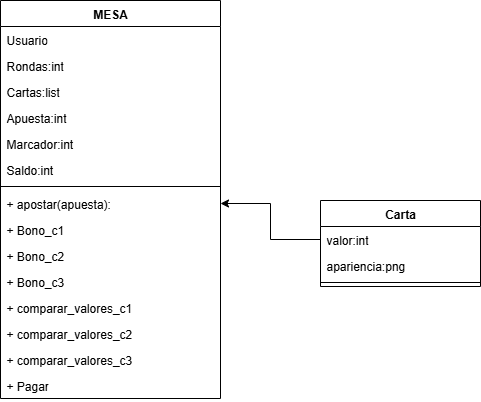 MESA
Usuario
Rondas:int
Cartas:list
Apuesta:int
Marcador:int
Saldo:int
+ apostar(apuesta):
+ Bono_c1
+ Bono_c2
+ Bono_c3
+ comparar_valores_c1
+ comparar_valores_c2
+ comparar_valores_c3
+ Pagar
Carta
valor:int
apariencia:png